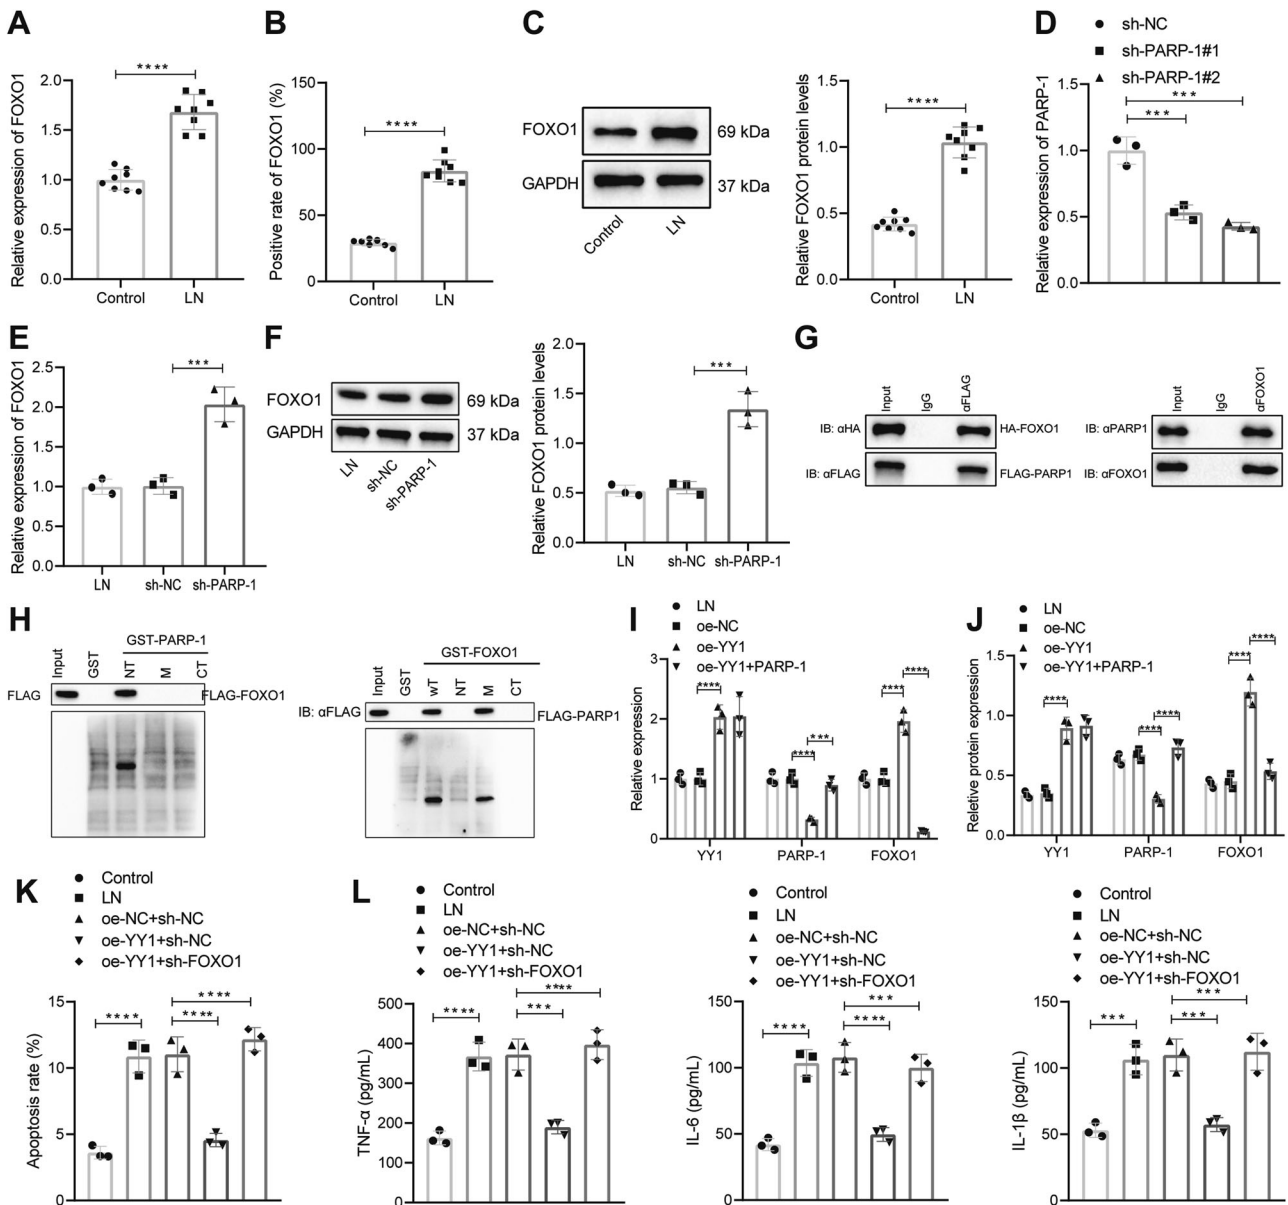 A
Relative expression of FOXO1
2.0
1.5
1.0
0.5
0.0
****
Control
LN
B
Positive rate of FOXO1 (%)
150
100
50
0
****
Control
LN
C
FOXO1
69 kDa
GAPDH
37 kDa
Control
LN
Relative FOXO1 protein levels
1.5
1.0
0.5
0.0
****
Control
LN
D
sh-NC
sh-PARP-1#1
sh-PARP-1#2
Relative expression of PARP-1
1.5
1.0
0.5
0.0
***
***
E
Relative expression of FOXO1
2.5
2.0
1.5
1.0
0.5
0.0
***
LN
sh-NC
sh-PARP-1
F
FOXO1
69 kDa
GAPDH
37 kDa
LN
sh-NC
sh-PARP-1
Relative FOXO1 protein levels
2.0
1.5
1.0
0.5
0.0
***
LN
sh-NC
sh-PARP-1
G
Input
IgG
αFLAG
IB: αHA
HA-FOXO1
IB: αFLAG
FLAG-PARP1
Input
IgG
αFOXO1
IB: αPARP1
IB: αFOXO1
H
GST-PARP-1
Input
GST
NT
M
CT
FLAG
FLAG-FOXO1
GST-FOXO1
Input
GST
wT
NT
M
CT
IB: αFLAG
FLAG-PARP1
I
LN
oe-NC
oe-YY1
oe-YY1+PARP-1
Relative expression
3
2
1
0
****
****
***
****
****
YY1
PARP-1
FOXO1
J
LN
oe-NC
oe-YY1
oe-YY1+PARP-1
Reletive protein expression
1.5
1.0
0.5
0.0
****
****
****
****
****
YY1
PARP-1
FOXO1
K
Control
LN
oe-NC+sh-NC
oe-YY1+sh-NC
oe-YY1+sh-FOXO1
Apoptosis rate (%)
15
10
5
0
****
****
****
L
Control
LN
oe-NC+sh-NC
oe-YY1+sh-NC
oe-YY1+sh-FOXO1
TNF-α (pg/mL)
500
400
300
200
100
0
****
****
***
Control
LN
oe-NC+sh-NC
oe-YY1+sh-NC
oe-YY1+sh-FOXO1
IL-6 (pg/mL)
150
100
50
0
****
***
****
Control
LN
oe-NC+sh-NC
oe-YY1+sh-NC
oe-YY1+sh-FOXO1
IL-1β (pg/mL)
150
100
50
0
***
***
***